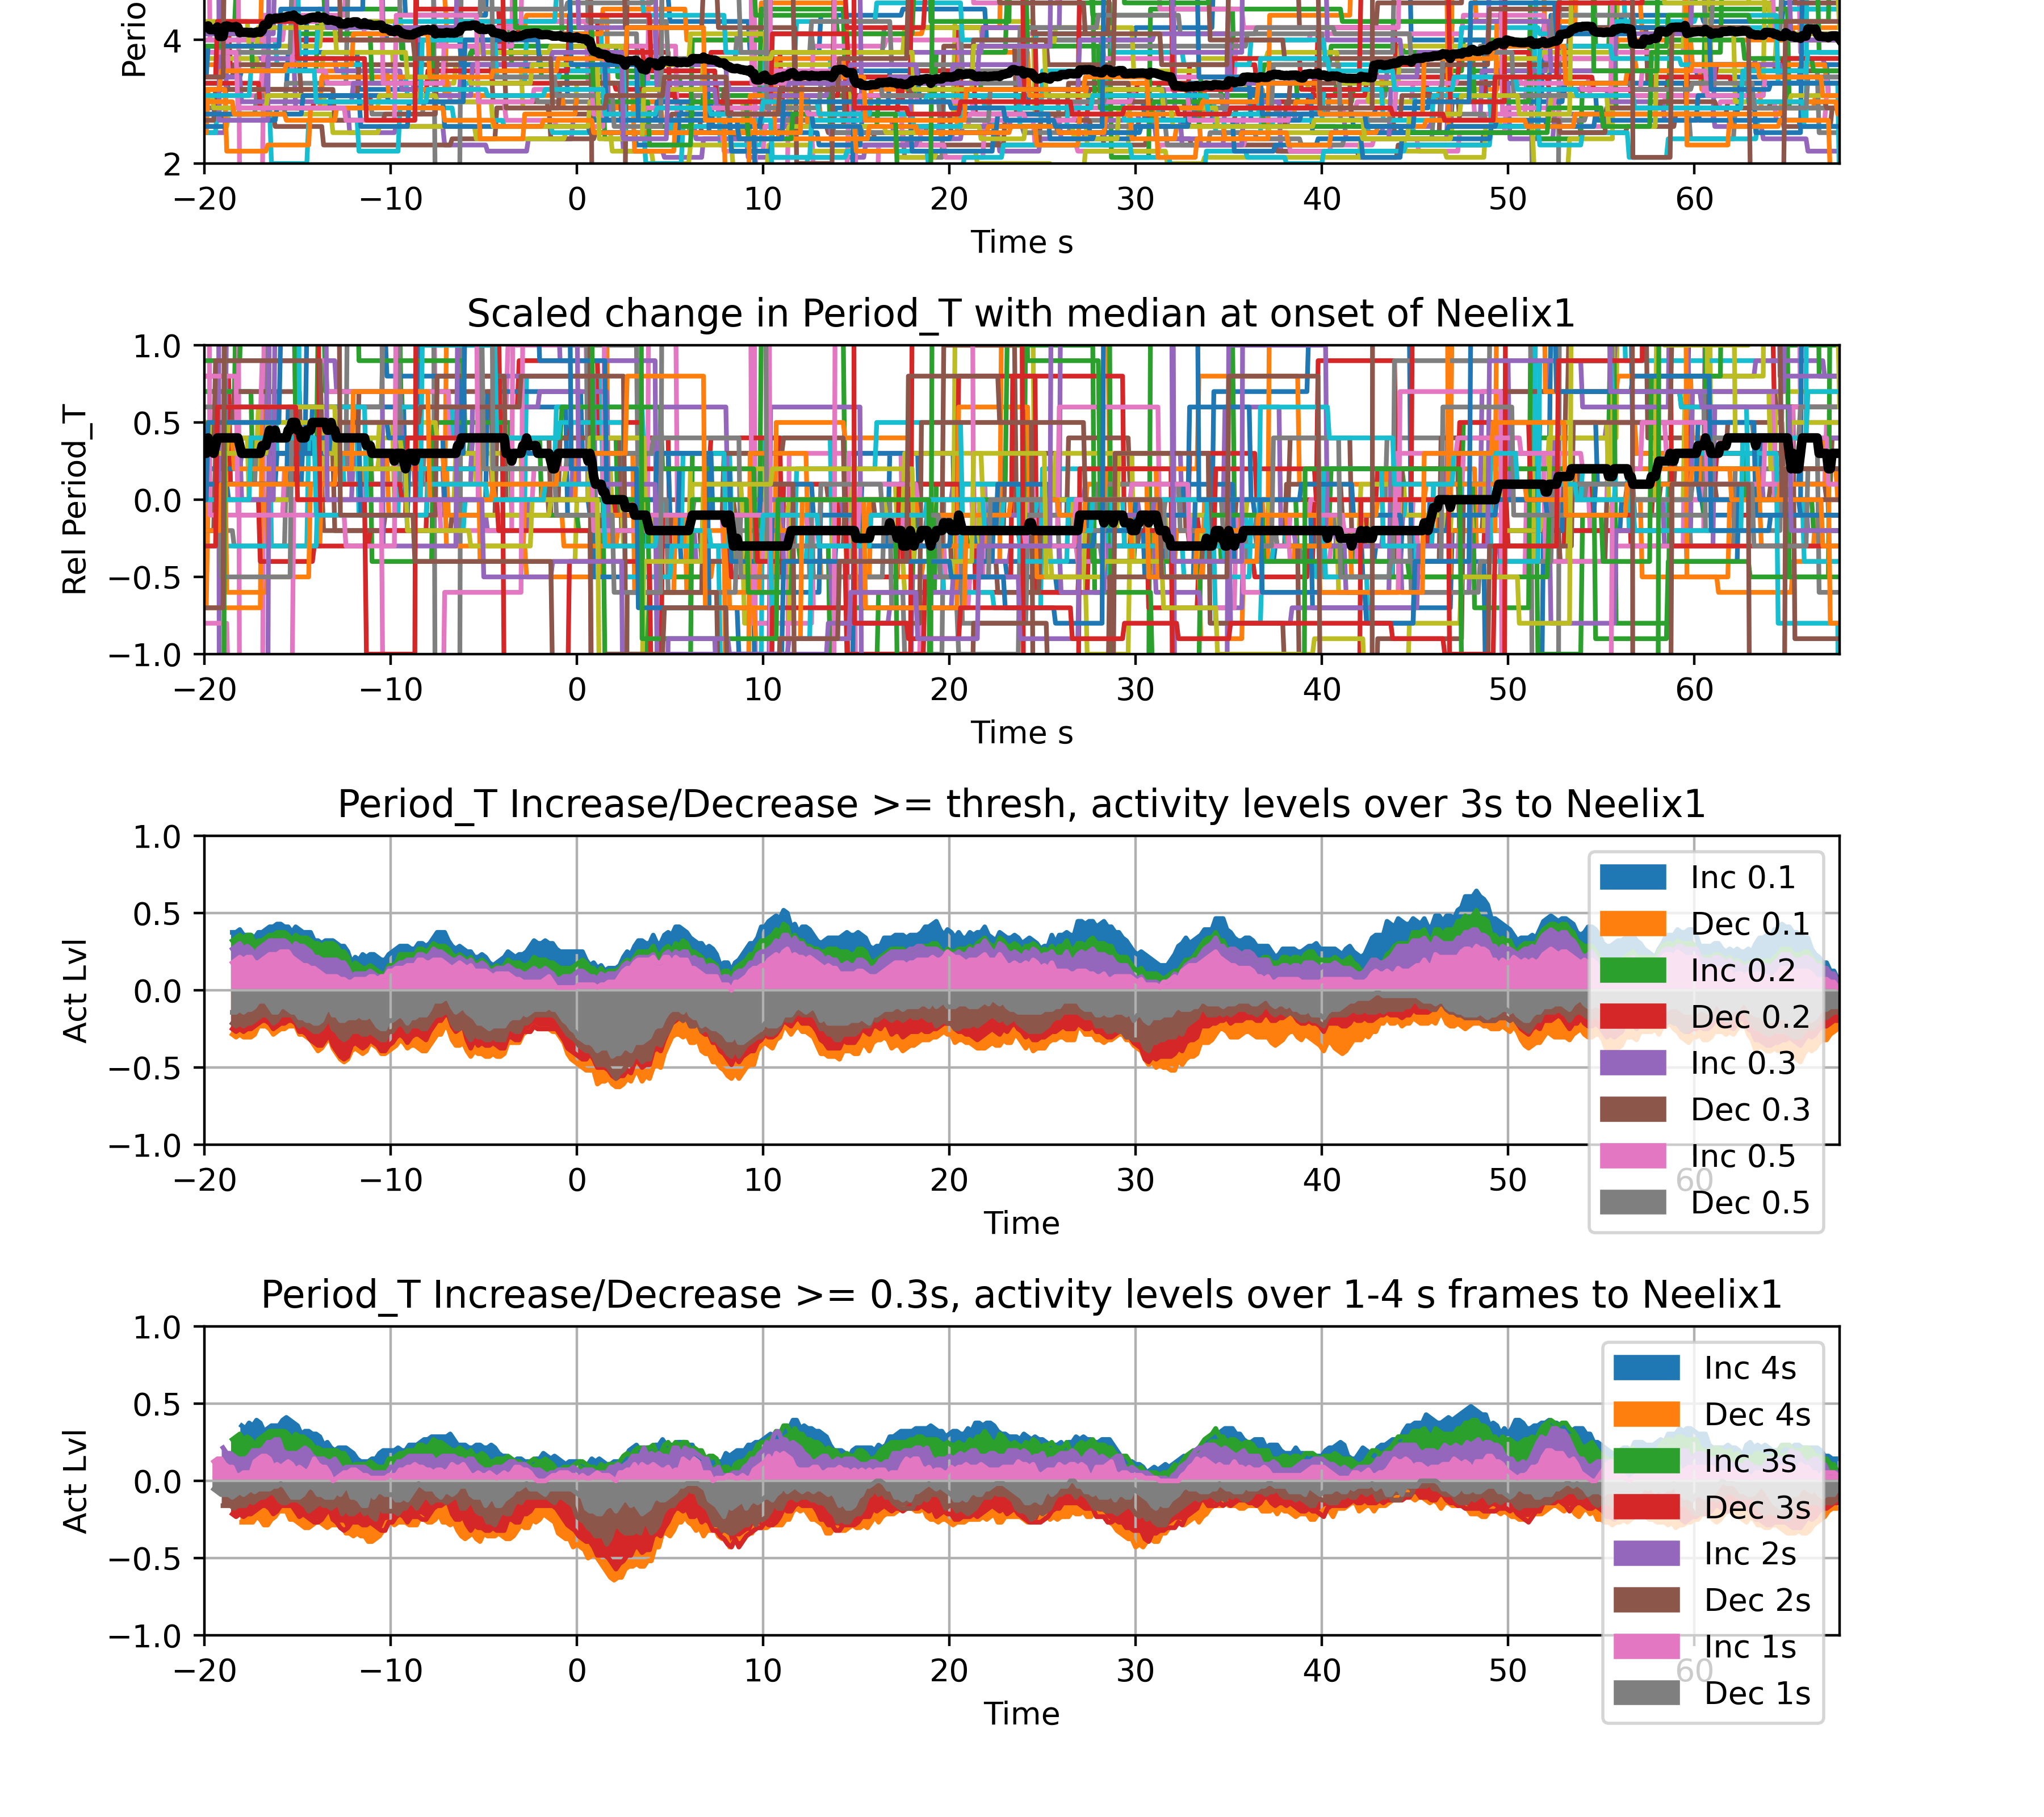 Perio
4
2
−20 −10 0 10 20 30 40 50 60
Time s
Scaled change in Period_T with median at onset of Neelix1
Rel Period_T
1.0
0.5
0.0
−0.5
−1.0
−20 −10 0 10 20 30 40 50 60
Time s
Period_T Increase/Decrease >= thresh, activity levels over 3s to Neelix1
Act Lvl
1.0
0.5
0.0
−0.5
−1.0
Inc 0.1
Dec 0.1
Inc 0.2
Dec 0.2
Inc 0.3
Dec 0.3
Inc 0.5
Dec 0.5
−20 −10 0 10 20 30 40 50 60
Time
Period_T Increase/Decrease >= 0.3s, activity levels over 1-4 s frames to Neelix1
Act Lvl
1.0
0.5
0.0
−0.5
−1.0
Inc 4s
Dec 4s
Inc 3s
Dec 3s
Inc 2s
Dec 2s
Inc 1s
Dec 1s
−20 −10 0 10 20 30 40 50 60
Time